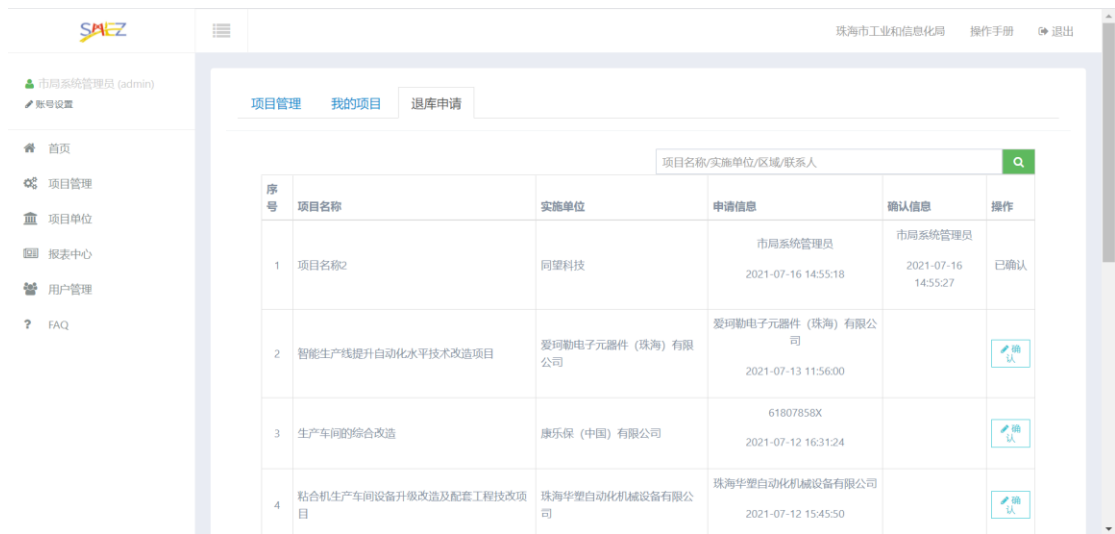 SMEZ
珠海市工业和信息化局 操作手册 退出
市局系统管理员 (admin)
账号设置
首页
项目管理
项目单位
报表中心
用户管理
? FAQ
项目管理 我的项目 退库申请
项目名称/实施单位/区域/联系人
序
号 项目名称 实施单位 申请信息 确认信息 操作
1 项目名称2 同望科技 市局系统管理员 市局系统管理员 已确认
2021-07-16 14:55:18 2021-07-16
14:55:27
2 智能生产线提升自动化水平技术改造项目 爱珂勒电子元器件（珠海）有限
公司
爱珂勒电子元器件（珠海）有限公
司
2021-07-13 11:56:00
确
认
3 生产车间的综合改造 康乐保（中国）有限公司 61807858X
2021-07-12 16:31:24
确
认
4 粘合机生产车间设备升级改造及配套工程技改项
目
珠海华塑自动化机械设备有限公
司
珠海华塑自动化机械设备有限公司
2021-07-12 15:45:50
确
认